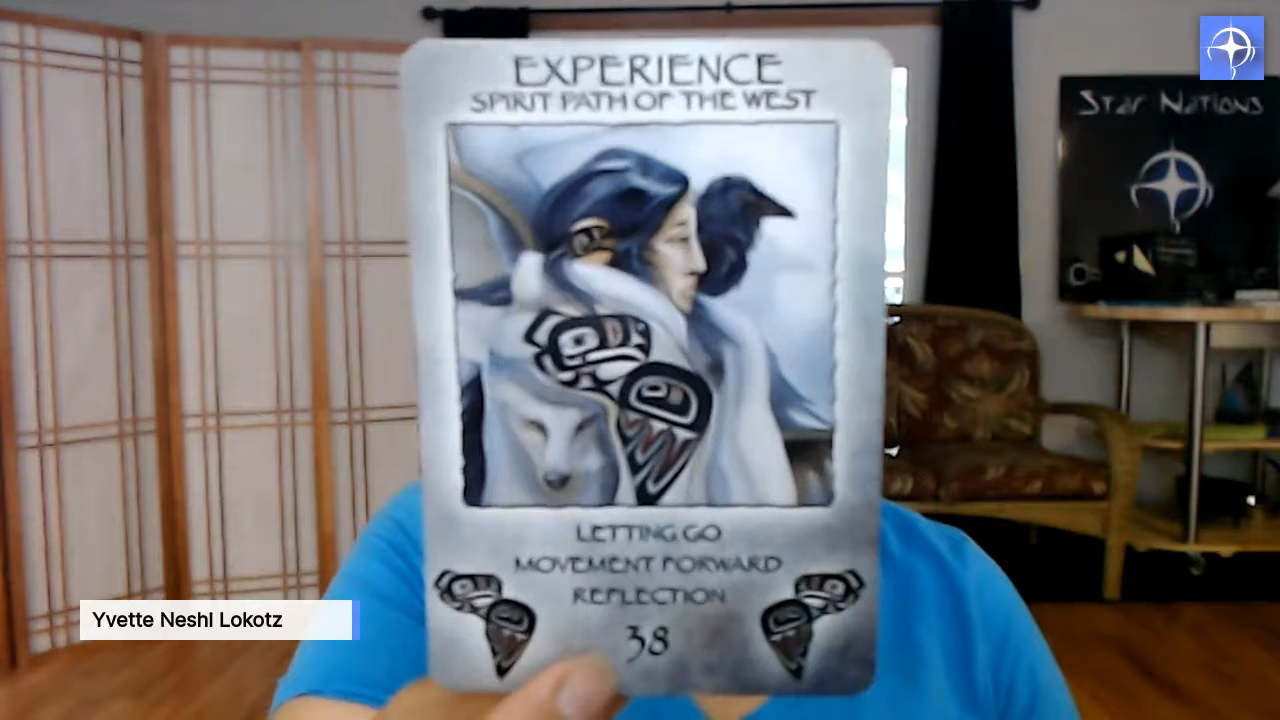 EXPERIENCE
SPIRIT PATH OF THE WEST
Star Nations
LETTING GO
MOVEMENT FORWARD
REFLECTION
38
Yvette Neshi Lokotz